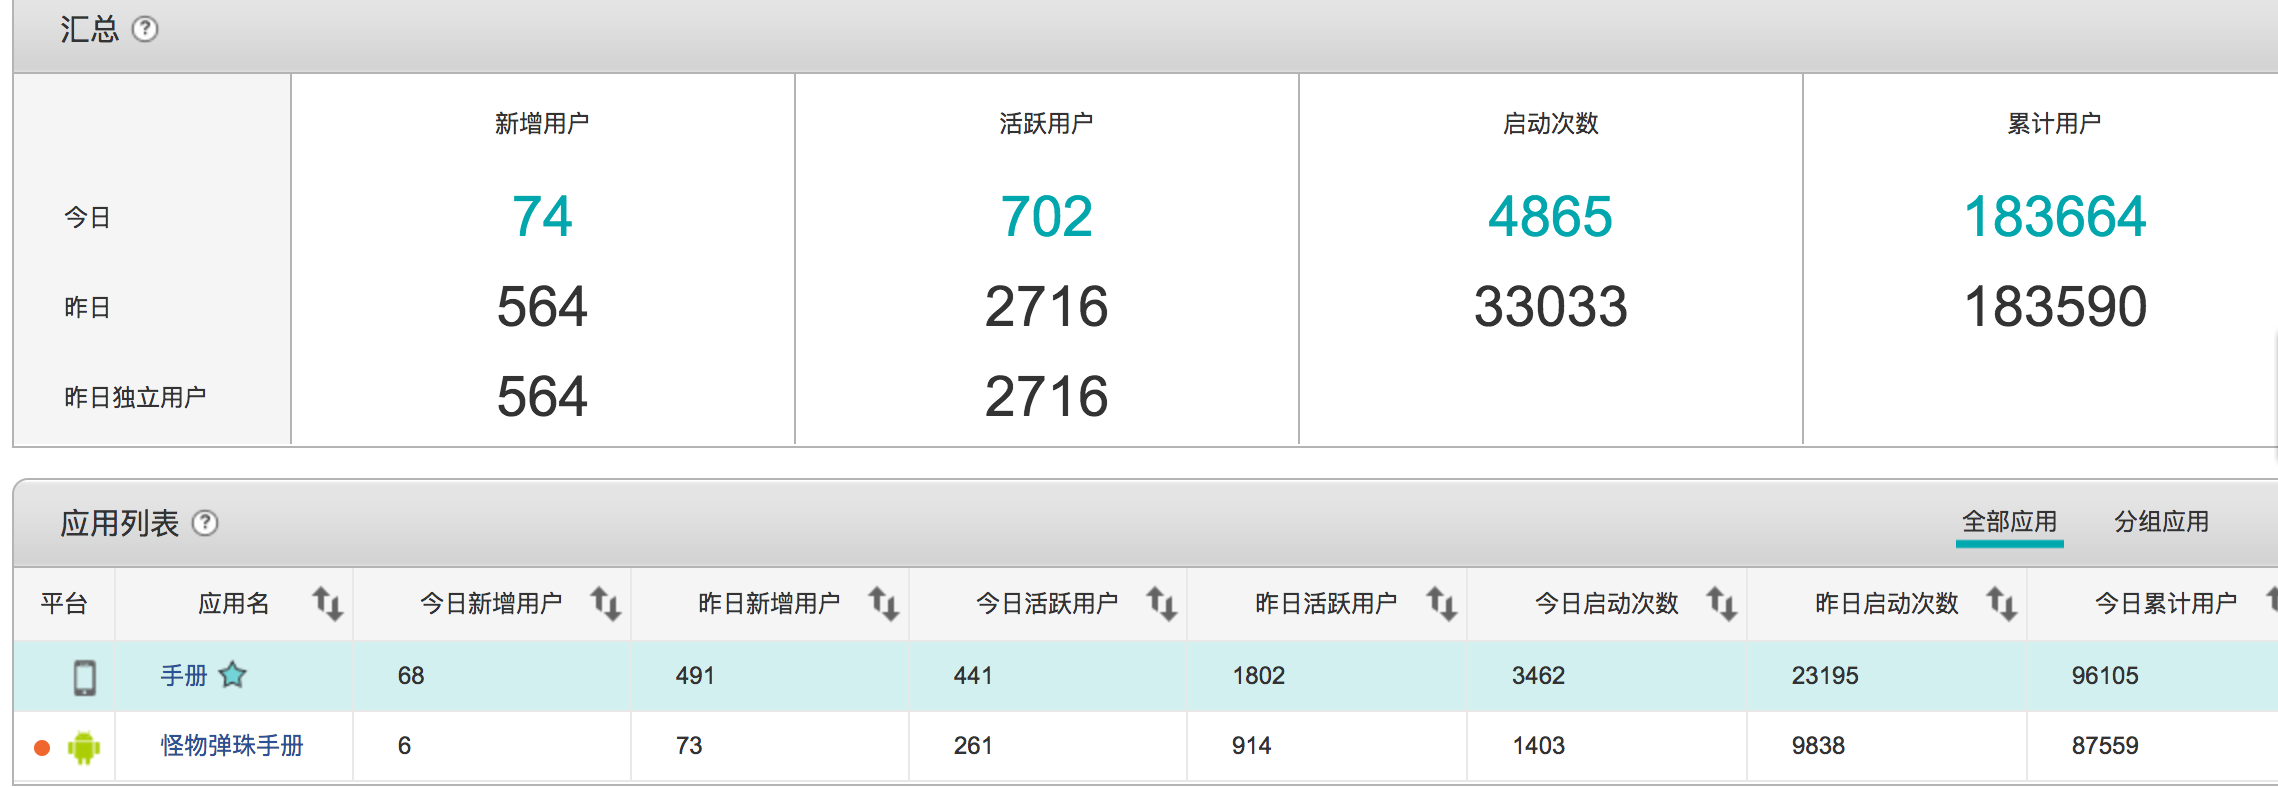 汇总 ?
新增用户 活跃用户 启动次数 累计用户
今日 74 702 4865 183664
昨日 564 2716 33033 183590
昨日独立用户 564 2716
应用列表 ? 全部应用 分组应用
平台 应用名 今日新增用户 昨日新增用户 今日活跃用户 昨日活跃用户 今日启动次数 昨日启动次数 今日累计用户
手册 68 491 441 1802 3462 23195 96105
怪物弹珠手册 6 73 261 914 1403 9838 87559